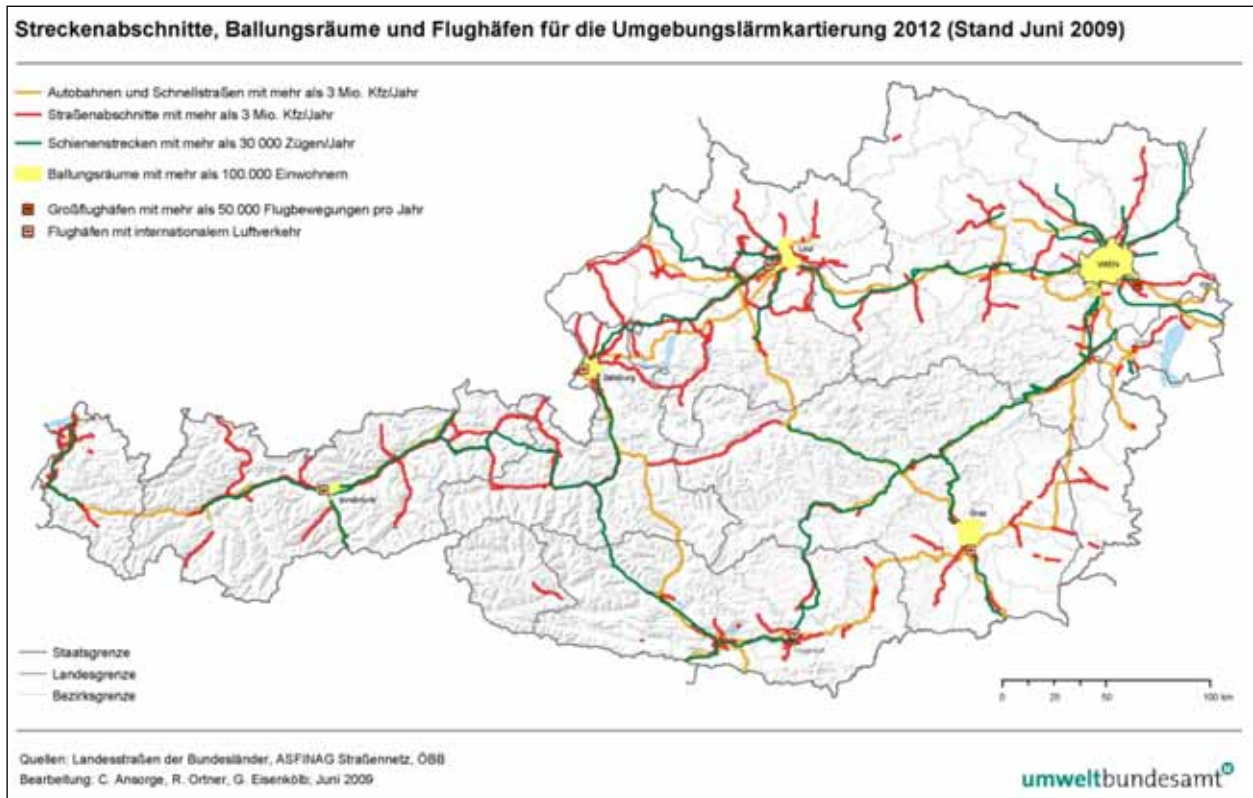 Streckenabschnitte, Ballungsräume und Flughäfen für die Umgebungslärmkartierung 2012 (Stand Juni 2009)
Autobahnen und Schnellstraßen mit mehr als 3 Mio. Kfz/Jahr
Straßenabschnitte mit mehr als 3 Mio. Kfz/Jahr
Schienenstrecken mit mehr als 30 000 Zügen/Jahr
Ballungsräume mit mehr als 100.000 Einwohnern
Großflughäfen mit mehr als 50.000 Flugbewegungen pro Jahr
Flughäfen mit internationalem Luftverkehr
Linz
WIEN
Salzburg
Innsbruck
Graz
Klagenfurt
Staatsgrenze
Landesgrenze
Bezirksgrenze
0 25 50 100 km
Quellen: Landesstraßen der Bundesländer, ASFINAG Straßennetz, ÖBB
Bearbeitung: C. Ansorge, R. Ortner, G. Eisenkölb; Juni 2009
umweltbundesamt